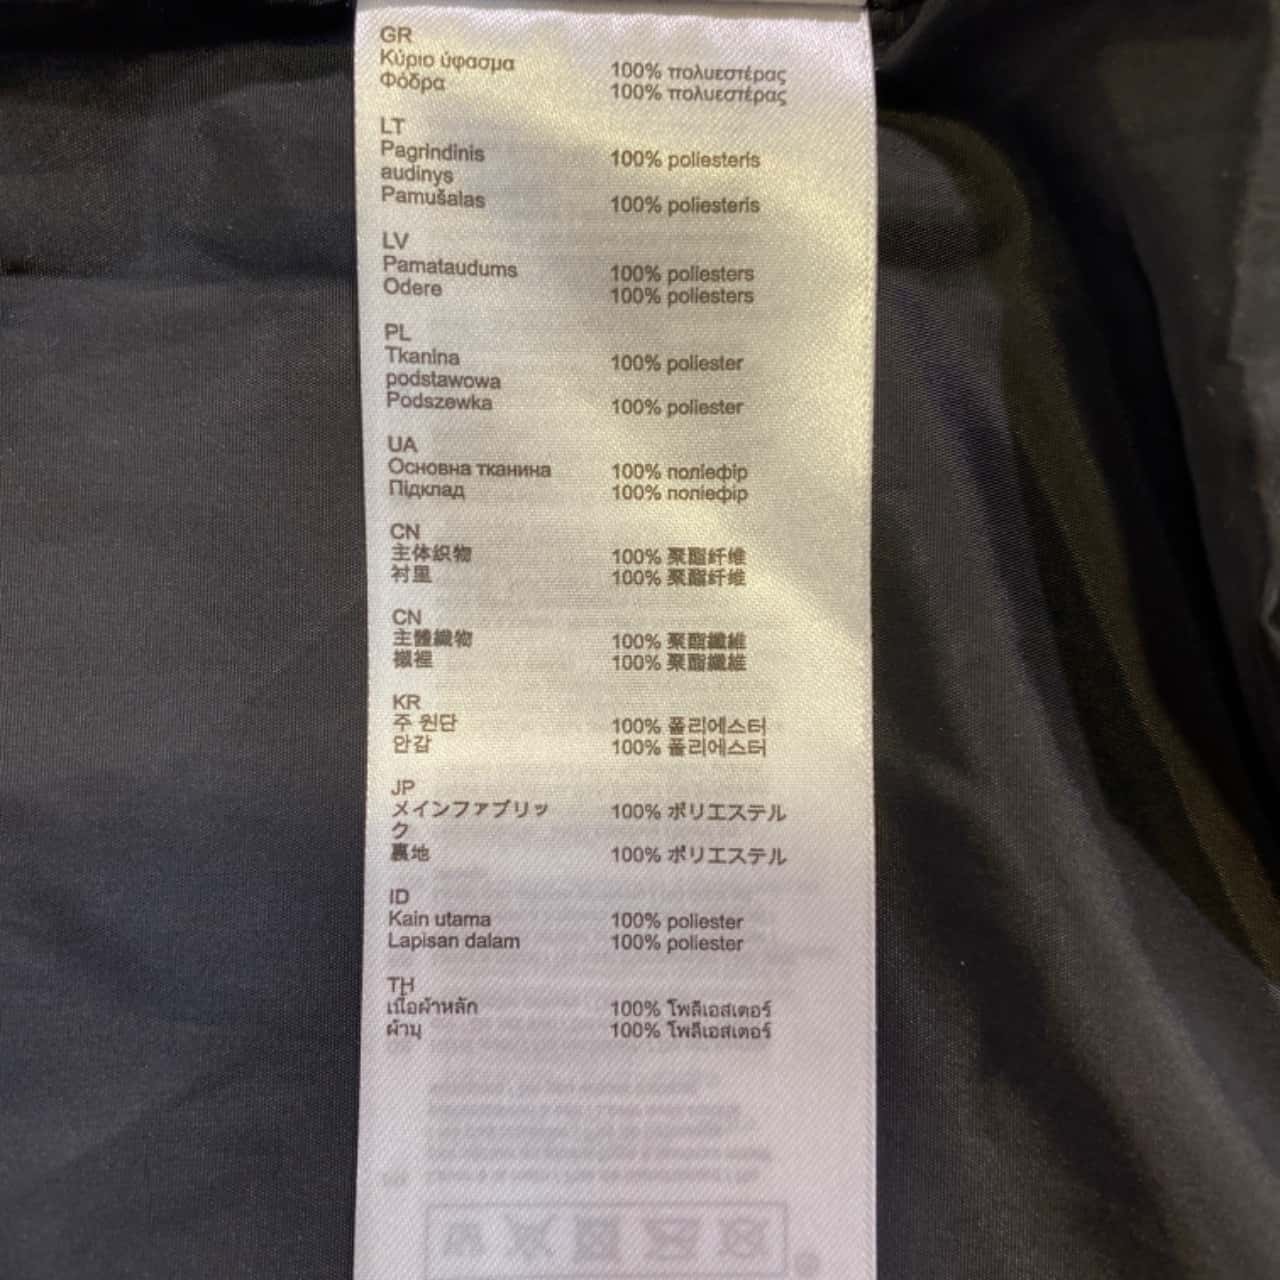 GR
Κύριο ύφασμα 100% πολυεστέρας
Φόδρα 100% πολυεστέρας
LT
Pagrindinis 100% poliesteris
audinys
Pamušalas 100% poliesteris
LV
Pamataudums 100% poliesters
Odere 100% poliesters
PL
Tkanina 100% poliester
podstawowa
Podszewka 100% poliester
UA
Основна тканина 100% поліефір
Підклад 100% поліефір
CN
主体织物 100% 聚酯纤维
衬里 100% 聚酯纤维
CN
主體織物 100% 聚酯纖維
襯裡 100% 聚酯纖維
KR
주 원단 100% 폴리에스터
안감 100% 폴리에스터
JP
メインファブリッ 100% ポリエステル
ク
裏地 100% ポリエステル
ID
Kain utama 100% poliester
Lapisan dalam 100% poliester
TH
เนื้อผ้าหลัก 100% โพลีเอสเตอร์
ผ้าบุ 100% โพลีเอสเตอร์